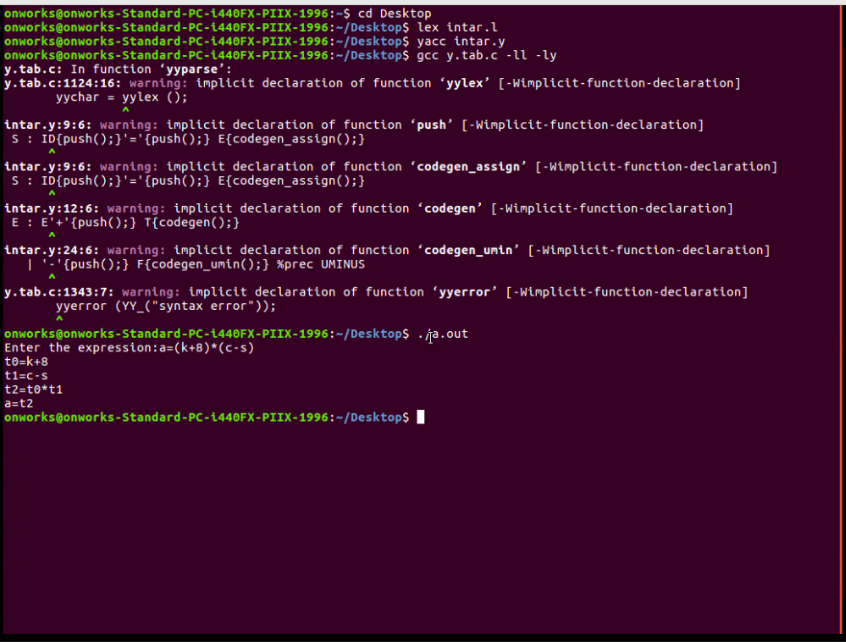 onworks@onworks-Standard-PC-i440FX-PIIX-1996:~$ cd Desktop
onworks@onworks-Standard-PC-i440FX-PIIX-1996:~/Desktop$ lex intar.l
onworks@onworks-Standard-PC-i440FX-PIIX-1996:~/Desktop$ yacc intar.y
onworks@onworks-Standard-PC-i440FX-PIIX-1996:~/Desktop$ gcc y.tab.c -ll -ly
y.tab.c: In function ‘yyparse’:
y.tab.c:1124:16: warning: implicit declaration of function ‘yylex’ [-Wimplicit-function-declaration]
       yychar = yylex ();
                ^
intar.y:9:6: warning: implicit declaration of function ‘push’ [-Wimplicit-function-declaration]
 S : ID{push();}'='{push();} E{codegen_assign();}
      ^
intar.y:9:6: warning: implicit declaration of function ‘codegen_assign’ [-Wimplicit-function-declaration]
 S : ID{push();}'='{push();} E{codegen_assign();}
      ^
intar.y:12:6: warning: implicit declaration of function ‘codegen’ [-Wimplicit-function-declaration]
 E : E'+'{push();} T{codegen();}
      ^
intar.y:24:6: warning: implicit declaration of function ‘codegen_umin’ [-Wimplicit-function-declaration]
   | '-'{push();} F{codegen_umin();} %prec UMINUS
      ^
y.tab.c:1343:7: warning: implicit declaration of function ‘yyerror’ [-Wimplicit-function-declaration]
       yyerror (YY_("syntax error"));
       ^
onworks@onworks-Standard-PC-i440FX-PIIX-1996:~/Desktop$ ./a.out
Enter the expression:a=(k+8)*(c-s)
t0=k+8
t1=c-s
t2=t0*t1
a=t2
onworks@onworks-Standard-PC-i440FX-PIIX-1996:~/Desktop$